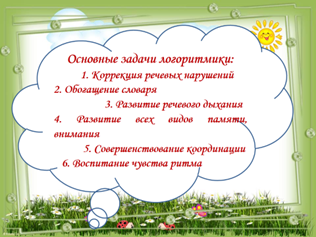 Основные задачи логоритмики:
1. Коррекция речевых нарушений
2. Обогащение словаря
3. Развитие речевого дыхания
4. Развитие всех видов памяти,
внимания
5. Совершенствование координации
6. Воспитание чувства ритма